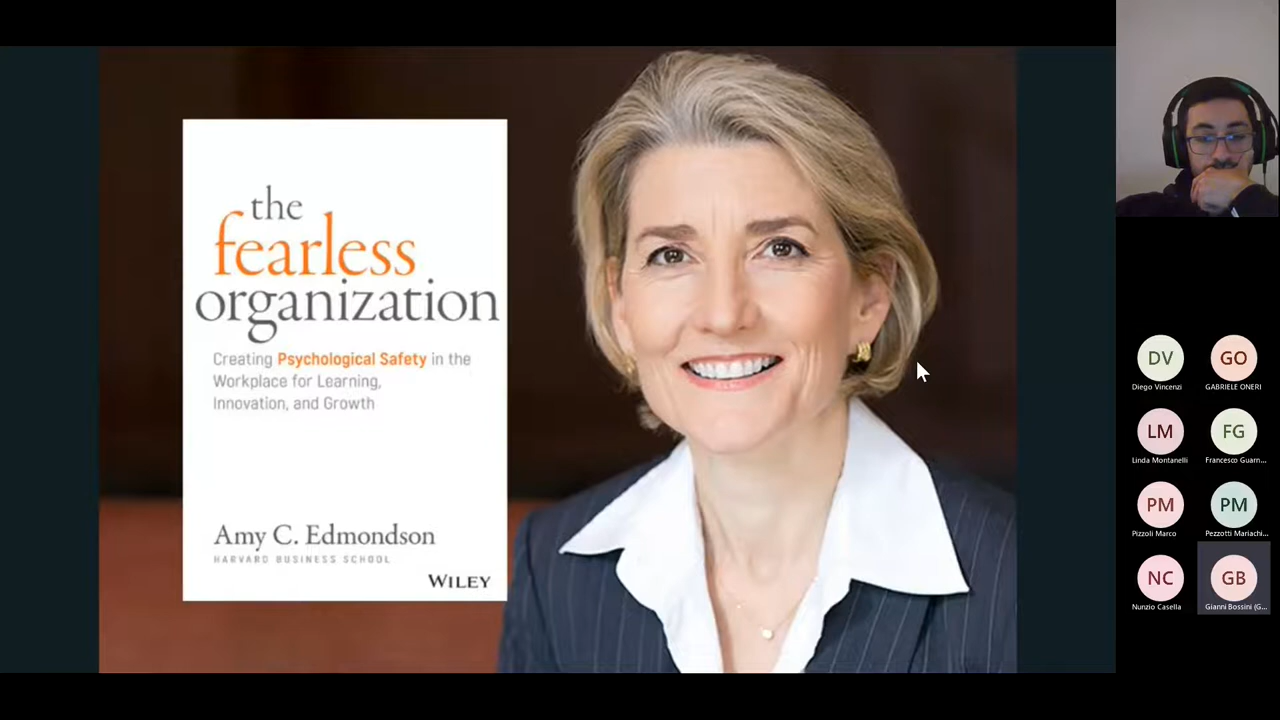 the
fearless
organization
Creating Psychological Safety in the
Workplace for Learning,
Innovation, and Growth
Amy C. Edmondson
HARVARD BUSINESS SCHOOL
WILEY
DV
GO
Diego Vincenzi
GABRIELE ONERI
LM
FG
Linda Montanelli
Francesco Guarn...
PM
PM
Pizzoli Marco
Pezzotti Mariachi...
NC
GB
Nunzio Casella
Gianni Bossini (G...